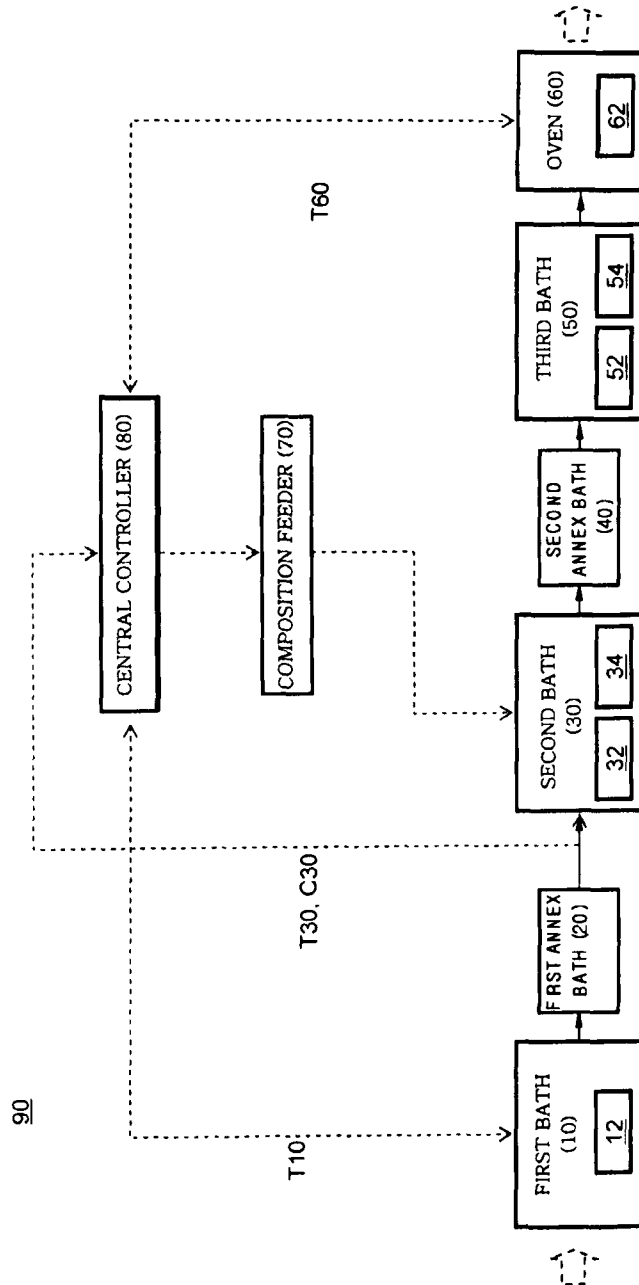 90
CENTRAL CONTROLLER (80)
COMPOSITION FEEDER (70)
T10
T30, C30
T60
FIRST BATH
(10)
12
F RST ANNEX
BATH (20)
SECOND BATH
(30)
32
34
SECOND
ANNEX BATH
(40)
THIRD BATH
(50)
52
54
OVEN (60)
62